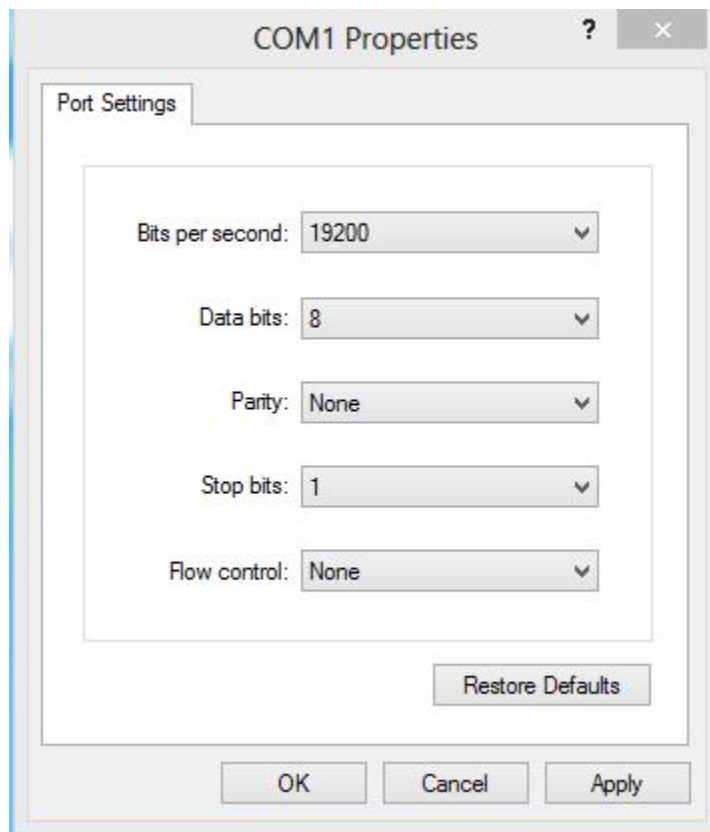 COM1 Properties ?
Port Settings
Bits per second: 19200
Data bits: 8
Parity: None
Stop bits: 1
Flow control: None
Restore Defaults
OK Cancel Apply